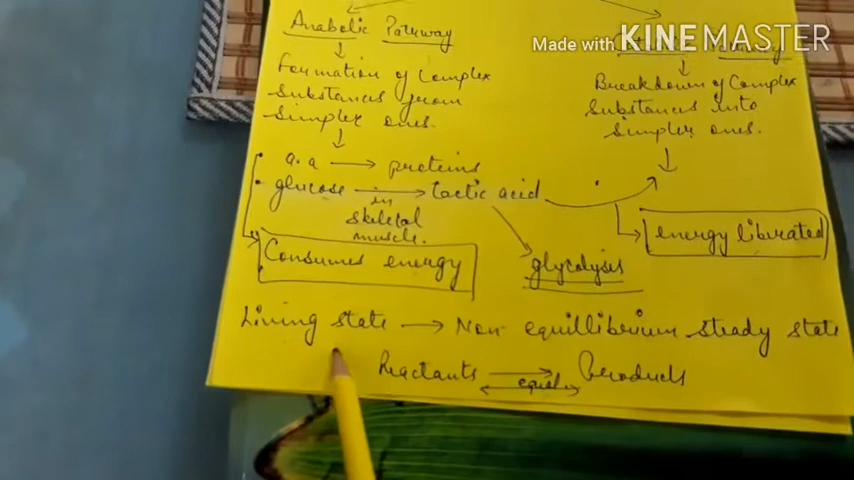 Made with KINEMASTER
Anabolic Pathway
Formation of Complex
Substances from
Simpler ones.
a.a → proteins
glucose → lactic acid
in
skeletal
muscle.
Consumes energy
Breakdown of Complex
Substances into
simpler ones.
energy liberated
glycolysis
Living state → Non equillibrium steady state
Reactants ⇌ Products
equal